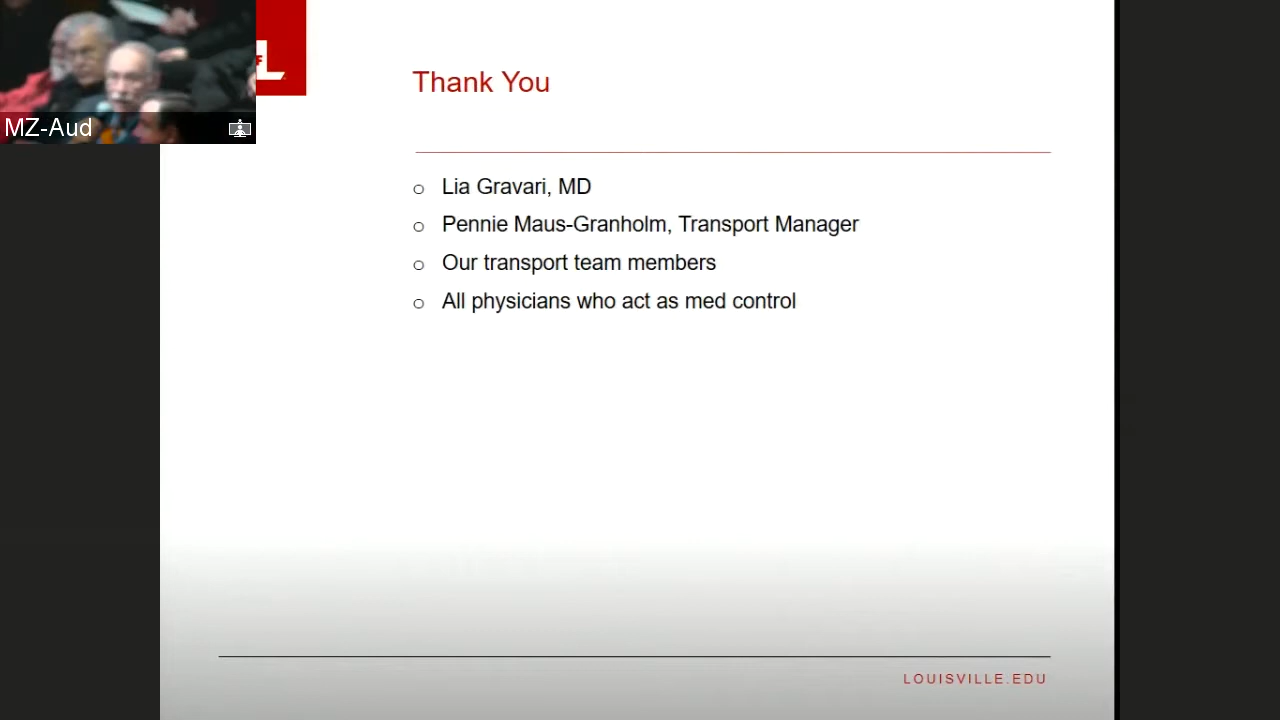 MZ-Aud
F
L
Thank You
Lia Gravari, MD
Pennie Maus-Granholm, Transport Manager
Our transport team members
All physicians who act as med control
LOUISVILLE.EDU